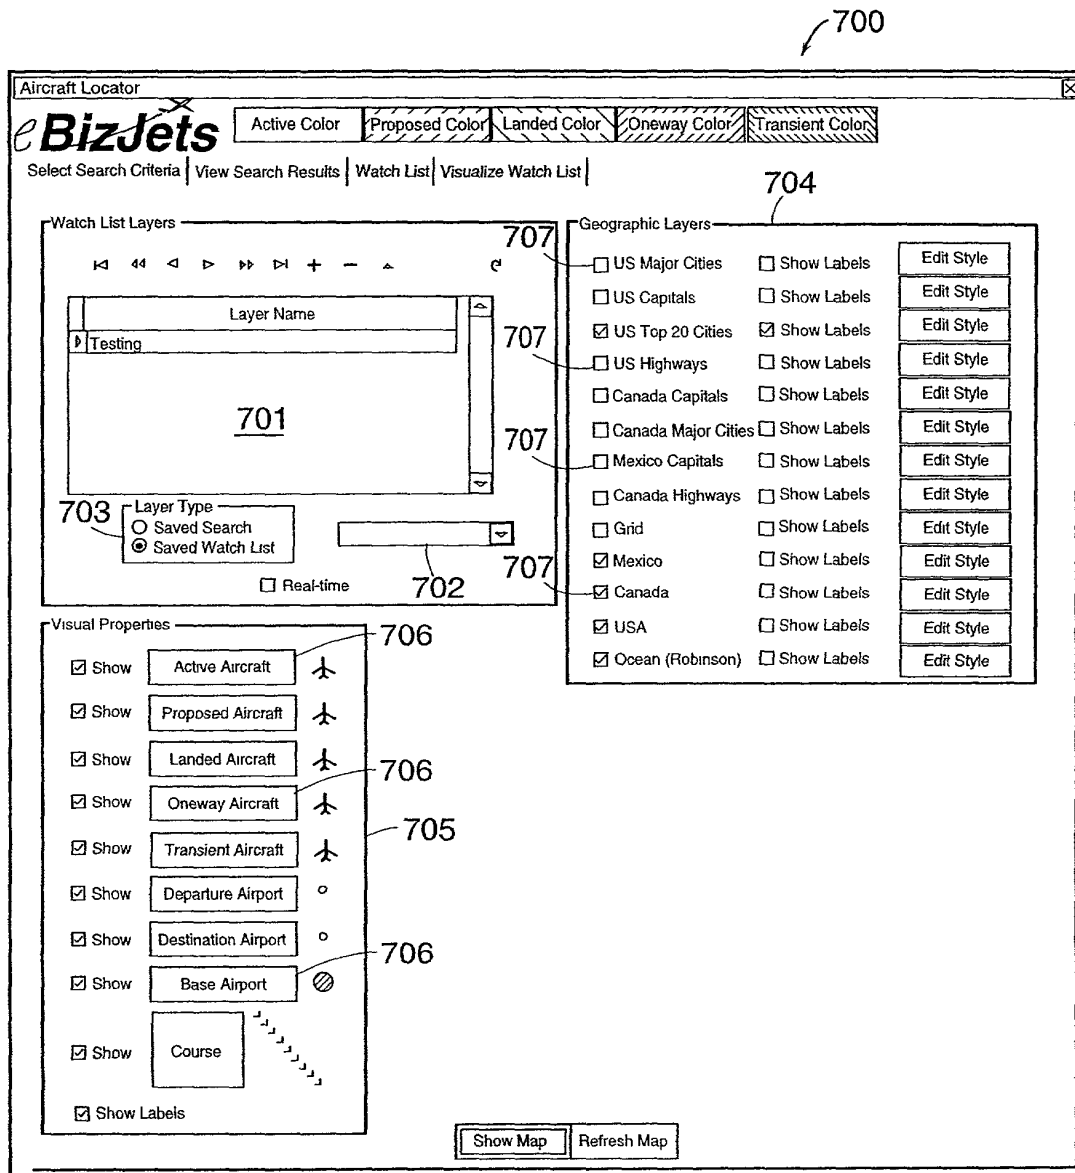 700
Aircraft Locator
eBizJets
Active Color Proposed Color Landed Color Oneway Color Transient Color
Select Search Criteria View Search Results Watch List Visualize Watch List
704
Watch List Layers
707
Geographic Layers
US Major Cities Show Labels Edit Style
US Capitals Show Labels Edit Style
US Top 20 Cities Show Labels Edit Style
707
US Highways Show Labels Edit Style
Canada Capitals Show Labels Edit Style
Canada Major Cities Show Labels Edit Style
707
Mexico Capitals Show Labels Edit Style
Canada Highways Show Labels Edit Style
Grid Show Labels Edit Style
Mexico Show Labels Edit Style
707
Canada Show Labels Edit Style
USA Show Labels Edit Style
Ocean (Robinson) Show Labels Edit Style
Layer Name
Testing
701
703
Layer Type
Saved Search
Saved Watch List
702
Real-time
Visual Properties
706
Show Active Aircraft
Show Proposed Aircraft
Show Landed Aircraft
706
Show Oneway Aircraft
705
Show Transient Aircraft
Show Departure Airport
Show Destination Airport
706
Show Base Airport
Show Course
Show Labels
Show Map Refresh Map